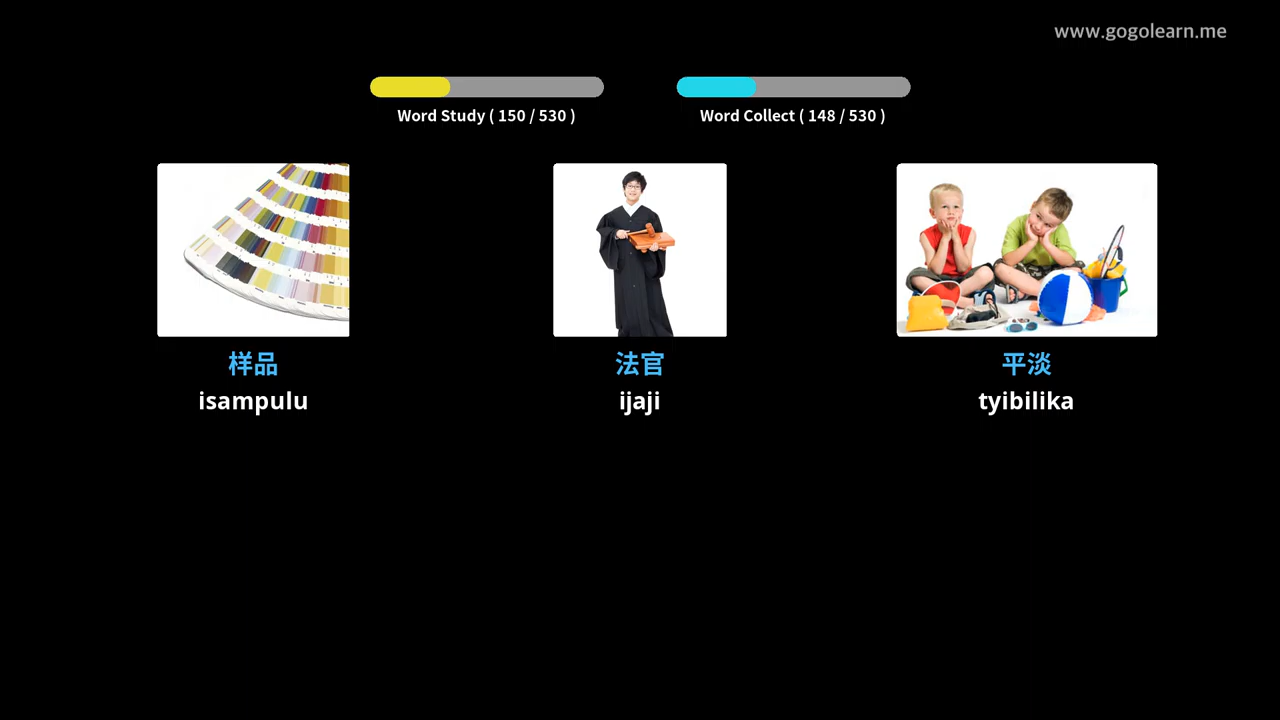 www.gogolearn.me
Word Study ( 150 / 530 )
Word Collect ( 148 / 530 )
样品
isampulu
法官
ijaji
平淡
tyibilika